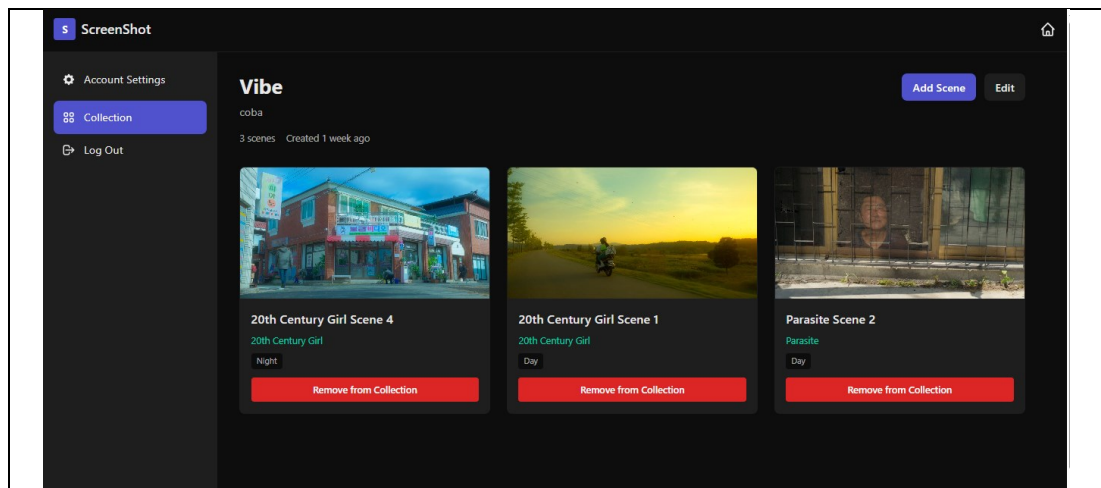 S ScreenShot
Account Settings
Collection
Log Out
Vibe
Add Scene
Edit
coba
3 scenes Created 1 week ago
20th Century Girl Scene 4
20th Century Girl
Night
Remove from Collection
20th Century Girl Scene 1
20th Century Girl
Day
Remove from Collection
Parasite Scene 2
Parasite
Day
Remove from Collection